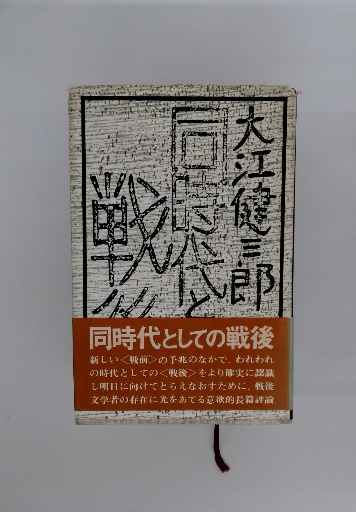 大江健三郎
同時代と
戦後
同時代としての戦後
新しい＜戦前＞の予兆のなかで、われわれ
の時代としての＜戦後＞をより確実に認識
し明日に向けてとらえなおすために、戦後
文学者の存在に光をあてる意欲的長篇評論